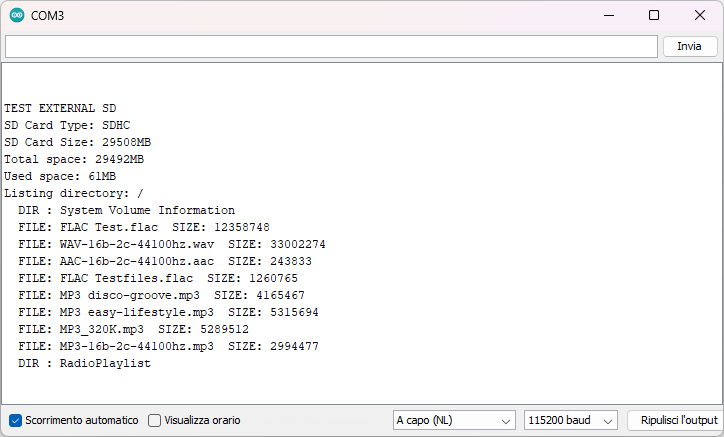 COM3
Invia
TEST EXTERNAL SD
SD Card Type: SDHC
SD Card Size: 29508MB
Total space: 29492MB
Used space: 61MB
Listing directory: /
  DIR : System Volume Information
  FILE: FLAC Test.flac  SIZE: 12358748
  FILE: WAV-16b-2c-44100hz.wav  SIZE: 33002274
  FILE: AAC-16b-2c-44100hz.aac  SIZE: 243833
  FILE: FLAC Testfiles.flac  SIZE: 1260765
  FILE: MP3 disco-groove.mp3  SIZE: 4165467
  FILE: MP3 easy-lifestyle.mp3  SIZE: 5315694
  FILE: MP3_320K.mp3  SIZE: 5289512
  FILE: MP3-16b-2c-44100hz.mp3  SIZE: 2994477
  DIR : RadioPlaylist
Scorrimento automatico Visualizza orario A capo (NL) 115200 baud Ripulisci l'output